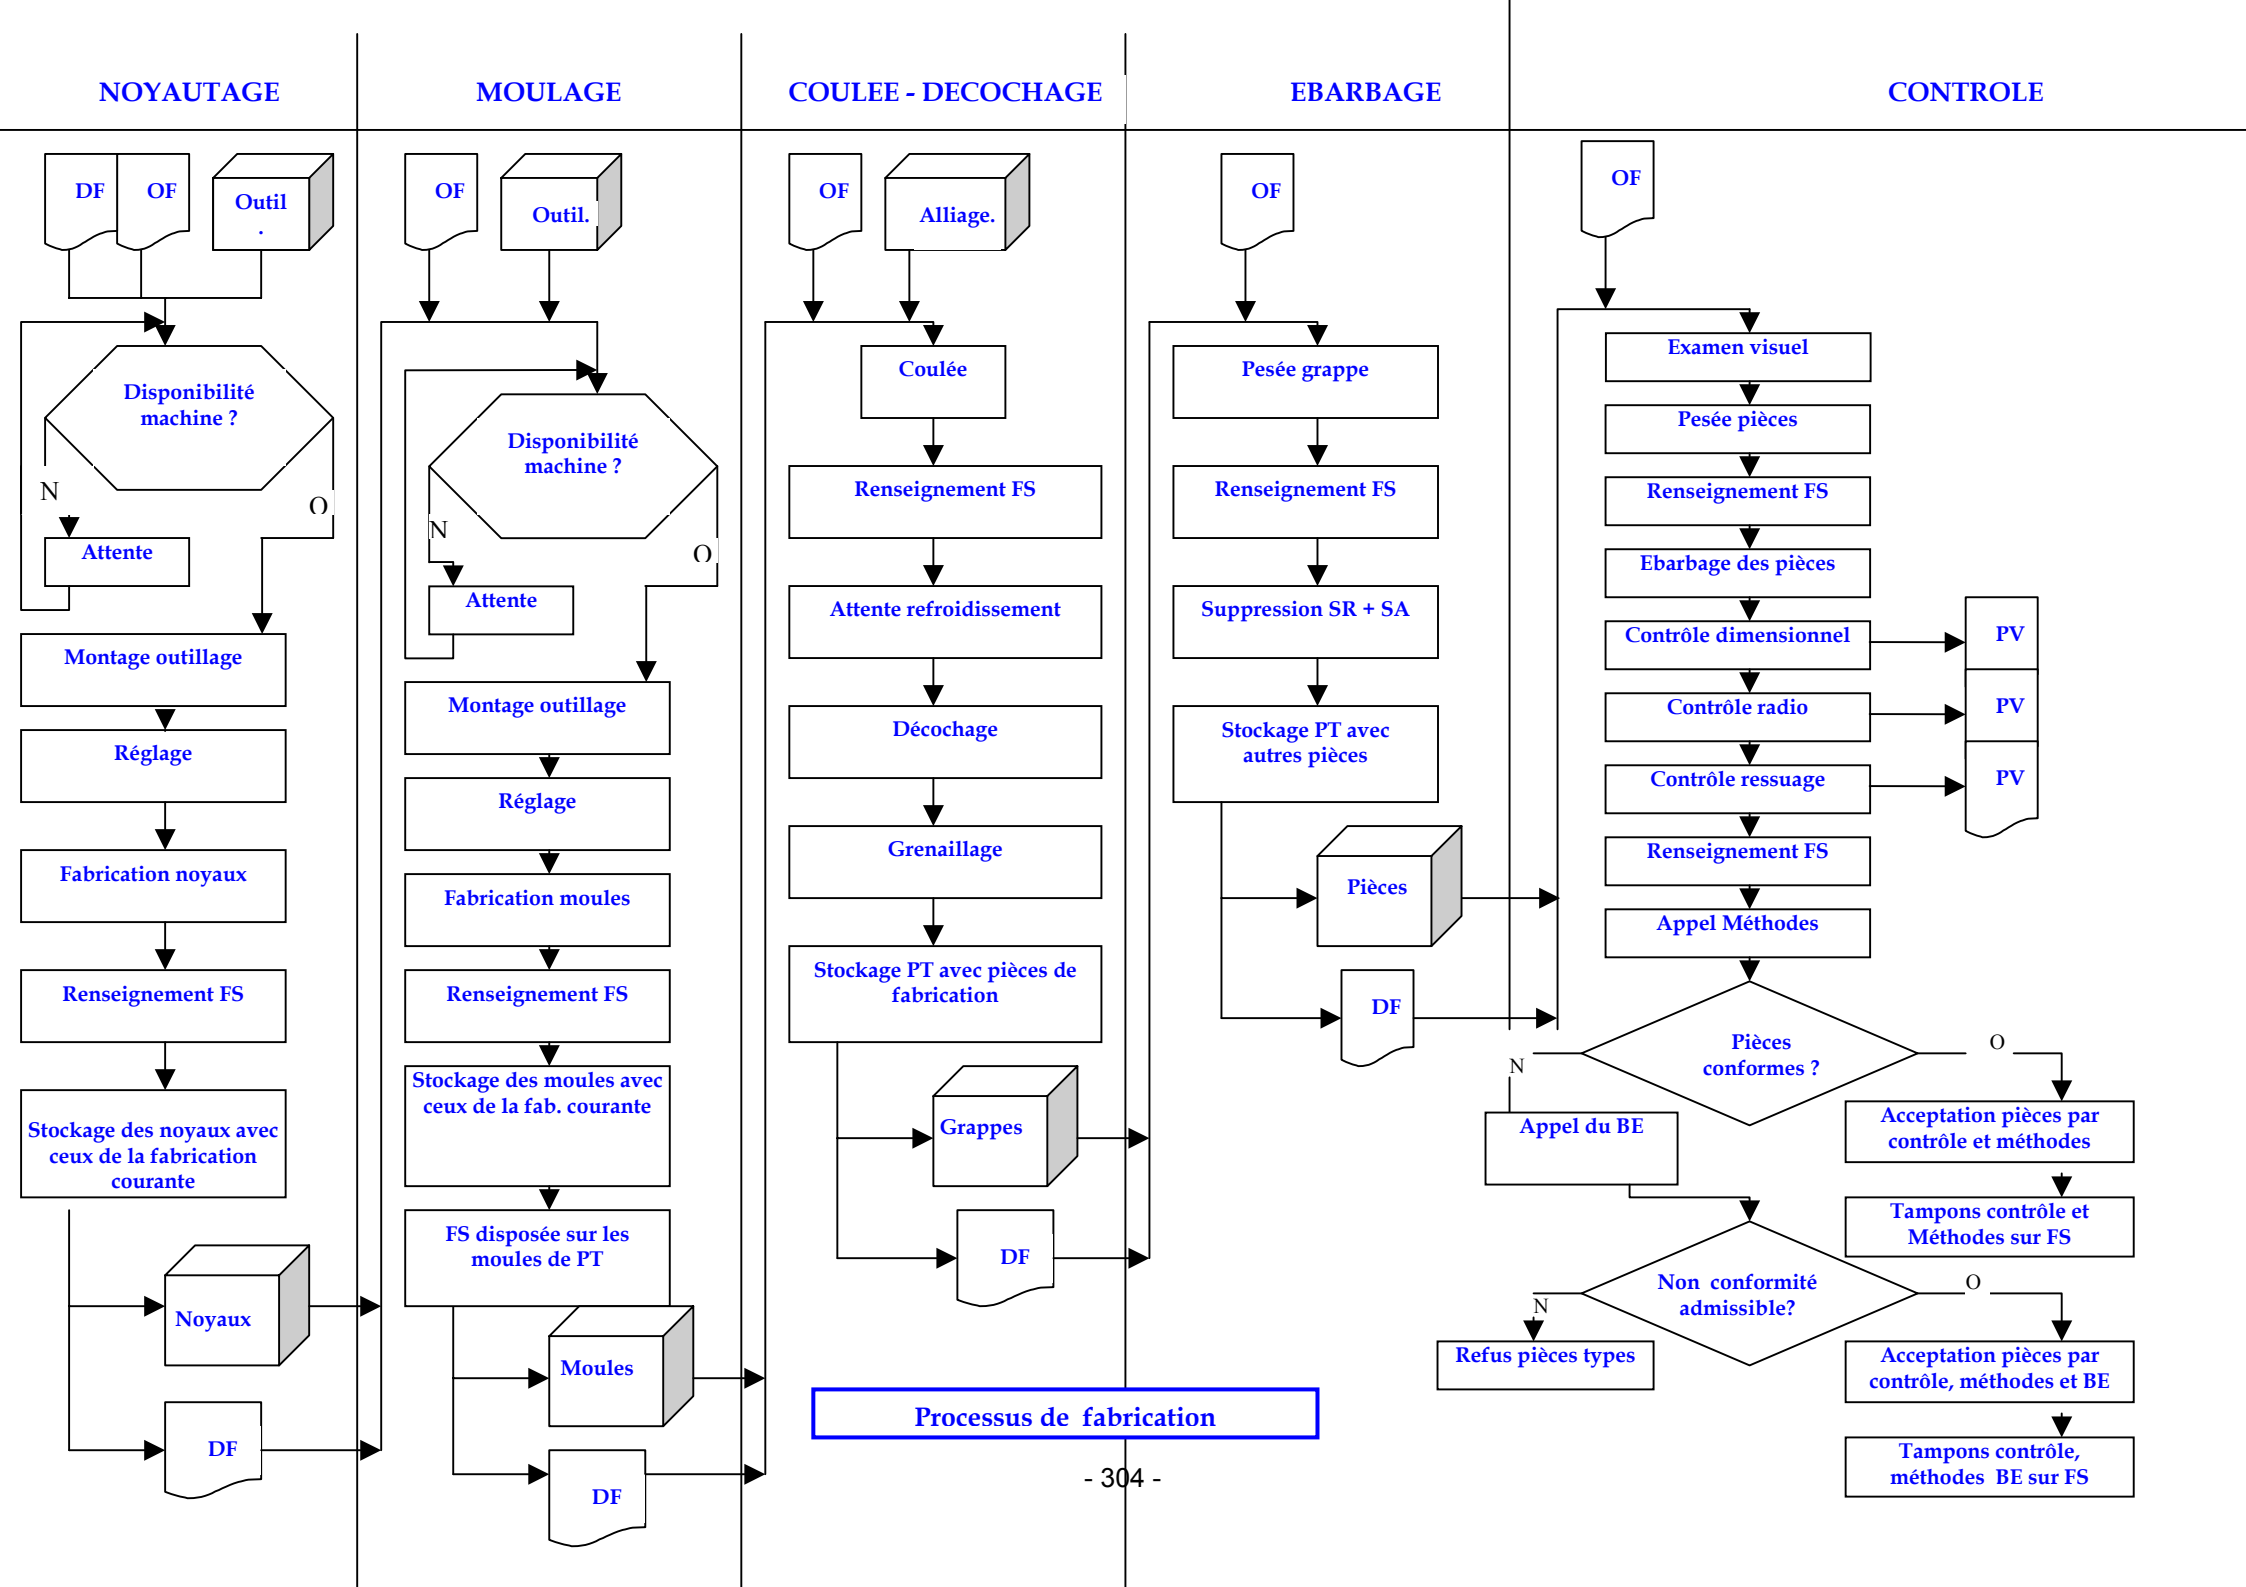 NOYAUTAGE
MOULAGE
COULEE - DECOCHAGE
EBARBAGE
CONTROLE
DF
OF
Outil
.
Disponibilité
machine ?
N
O
Attente
Montage outillage
Réglage
Fabrication noyaux
Renseignement FS
Stockage des noyaux avec
ceux de la fabrication
courante
Noyaux
DF
OF
Outil.
Disponibilité
machine ?
N
O
Attente
Montage outillage
Réglage
Fabrication moules
Renseignement FS
Stockage des moules avec
ceux de la fab. courante
FS disposée sur les
moules de PT
Moules
DF
OF
Alliage.
Coulée
Renseignement FS
Attente refroidissement
Décochage
Grenaillage
Stockage PT avec pièces de
fabrication
Grappes
DF
OF
Pesée grappe
Renseignement FS
Suppression SR + SA
Stockage PT avec
autres pièces
Pièces
DF
OF
Examen visuel
Pesée pièces
Renseignement FS
Ebarbage des pièces
Contrôle dimensionnel
PV
Contrôle radio
PV
Contrôle ressuage
PV
Renseignement FS
Appel Méthodes
Pièces
conformes ?
N
O
Appel du BE
Acceptation pièces par
contrôle et méthodes
Tampons contrôle et
Méthodes sur FS
Non conformité
admissible?
N
O
Refus pièces types
Acceptation pièces par
contrôle, méthodes et BE
Tampons contrôle,
méthodes BE sur FS
Processus de fabrication
- 304 -